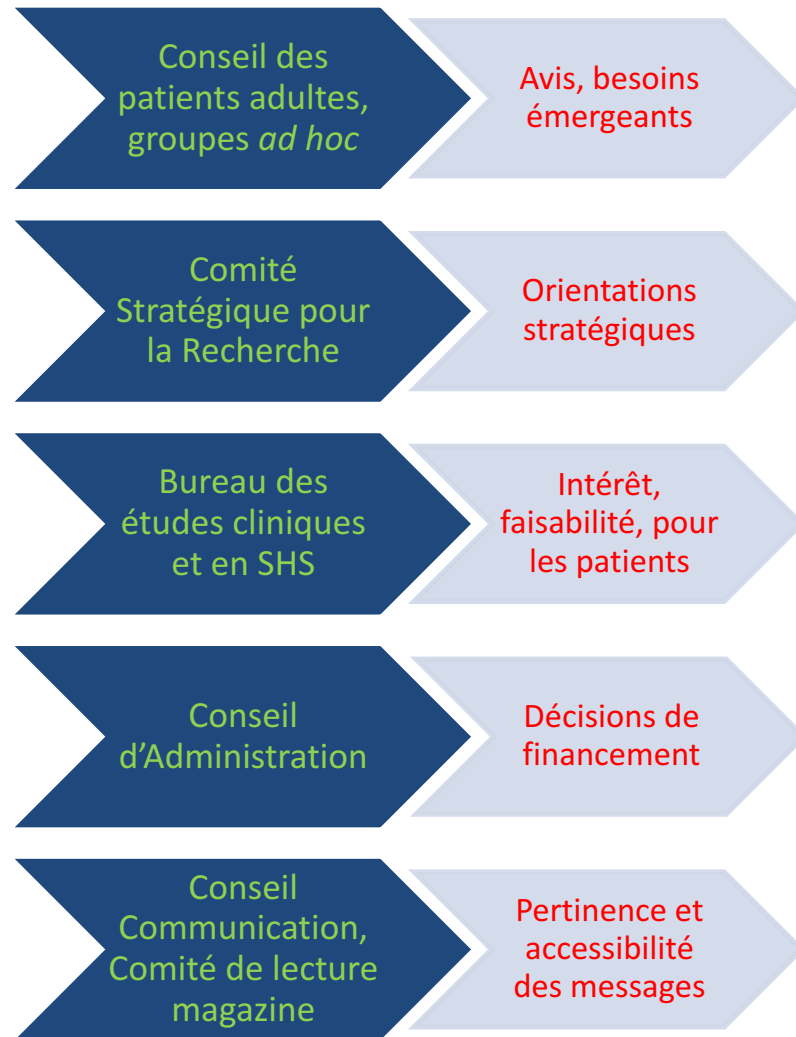 Conseil des
patients adultes,
groupes ad hoc
Avis, besoins
émergeants
Comité
Stratégique pour
la Recherche
Orientations
stratégiques
Bureau des
études cliniques
et en SHS
Intérêt,
faisabilité, pour
les patients
Conseil
d’Administration
Décisions de
financement
Conseil
Communication,
Comité de lecture
magazine
Pertinence et
accessibilité
des messages